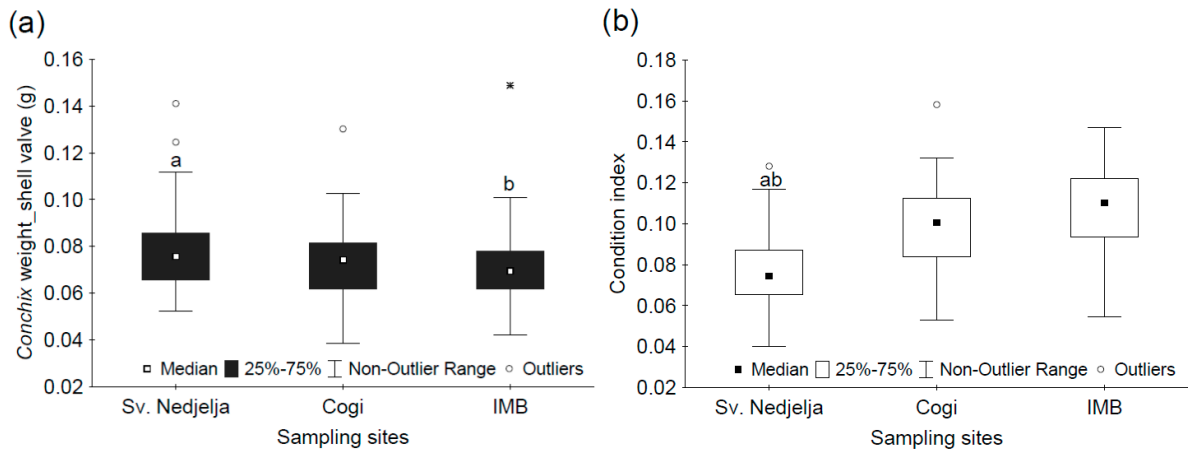 (a)
Conchix weight_shell valve (g)
0.16
0.14
0.12
0.10
0.08
0.06
0.04
0.02
a
b
Median 25%-75% Non-Outlier Range Outliers
Sv. Nedjelja Cogi IMB
Sampling sites
(b)
Condition index
0.18
0.16
0.14
0.12
0.10
0.08
0.06
0.04
0.02
ab
Median 25%-75% Non-Outlier Range Outliers
Sv. Nedjelja Cogi IMB
Sampling sites